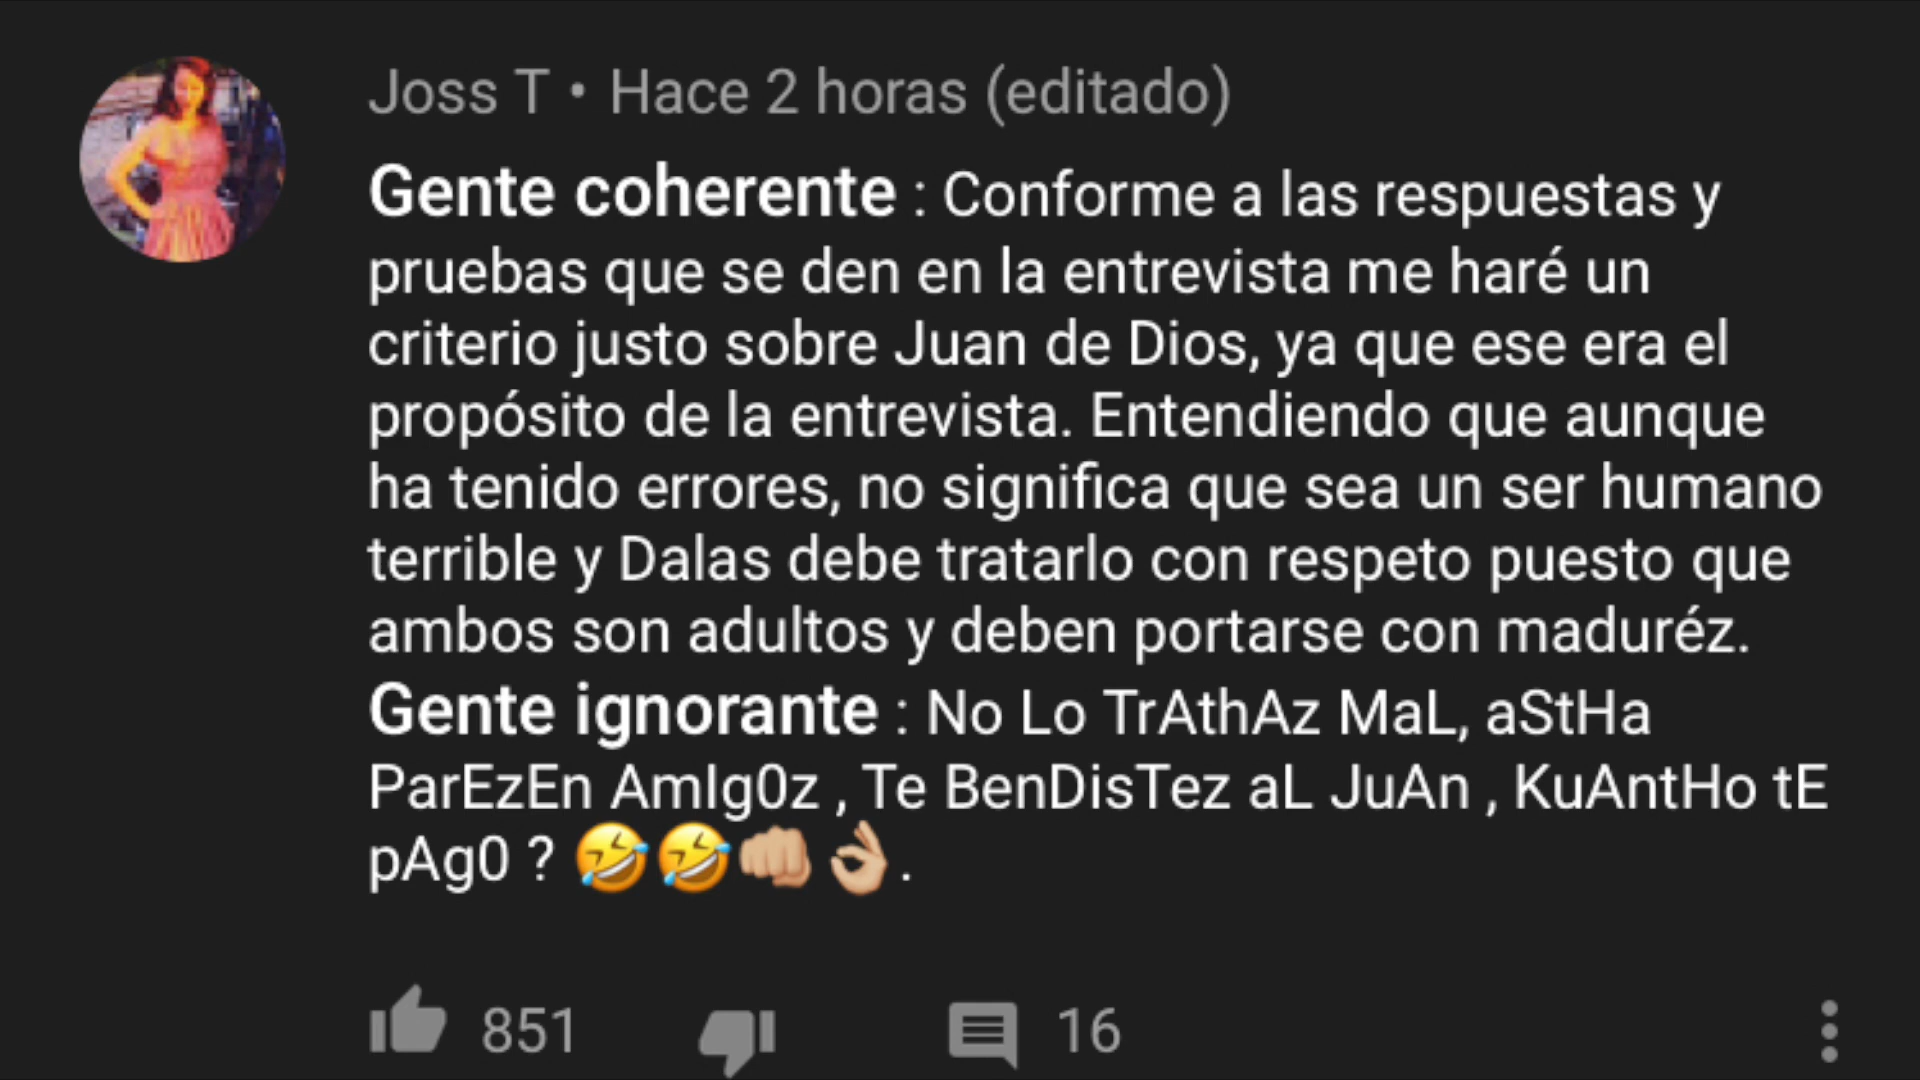 Joss T • Hace 2 horas (editado)
Gente coherente : Conforme a las respuestas y
pruebas que se den en la entrevista me haré un
criterio justo sobre Juan de Dios, ya que ese era el
propósito de la entrevista. Entendiendo que aunque
ha tenido errores, no significa que sea un ser humano
terrible y Dalas debe tratarlo con respeto puesto que
ambos son adultos y deben portarse con maduréz.
Gente ignorante : No Lo TrAthAz MaL, aStHa
ParEzEn AmIg0z , Te BenDisTez aL JuAn , KuAntHo tE
pAg0 ? 🤣🤣👊🏼👌🏼.
851 16